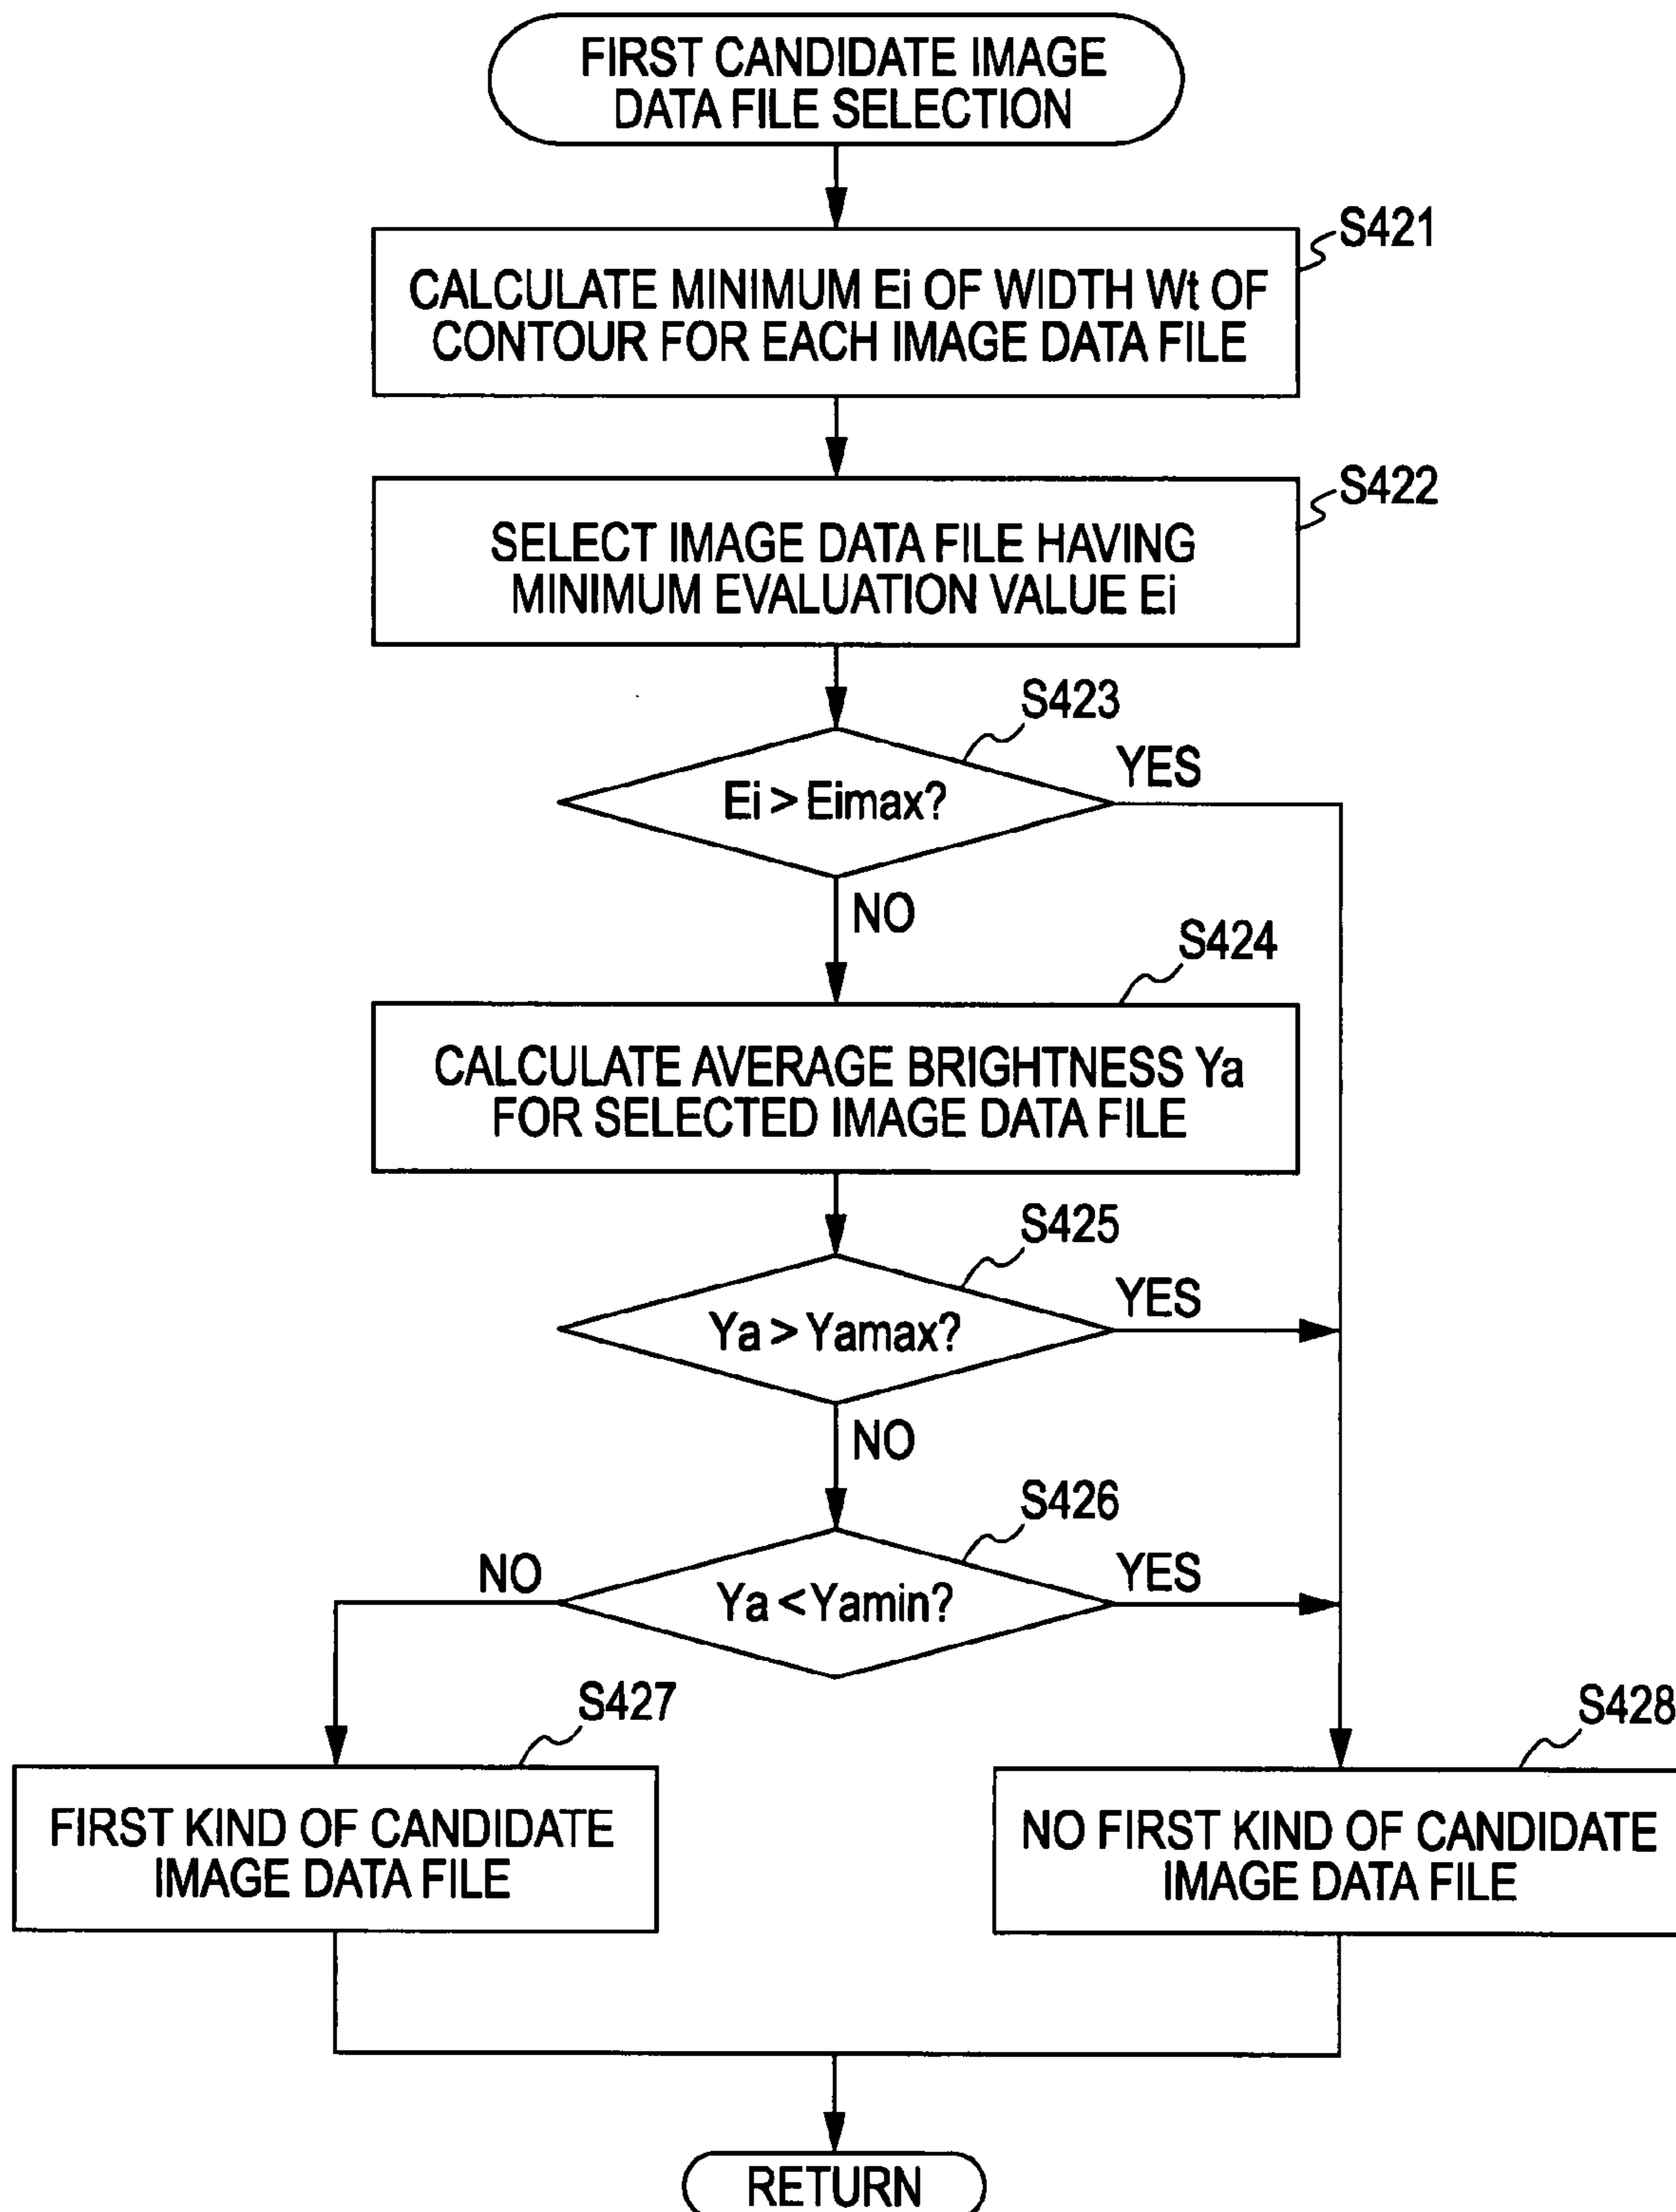 FIRST CANDIDATE IMAGE
DATA FILE SELECTION
S421
CALCULATE MINIMUM Ei OF WIDTH Wt OF
CONTOUR FOR EACH IMAGE DATA FILE
S422
SELECT IMAGE DATA FILE HAVING
MINIMUM EVALUATION VALUE Ei
S423
Ei > Eimax?
YES
NO
S424
CALCULATE AVERAGE BRIGHTNESS Ya
FOR SELECTED IMAGE DATA FILE
S425
Ya > Yamax?
YES
NO
S426
NO
Ya < Yamin?
YES
S427
FIRST KIND OF CANDIDATE
IMAGE DATA FILE
S428
NO FIRST KIND OF CANDIDATE
IMAGE DATA FILE
RETURN